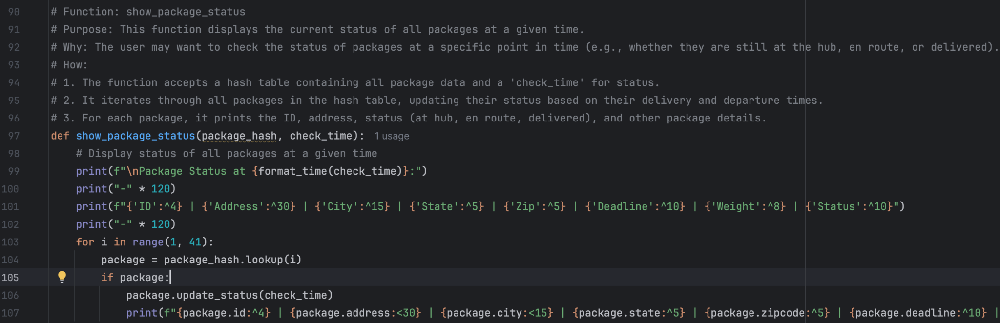 90 # Function: show_package_status
91 # Purpose: This function displays the current status of all packages at a given time.
92 # Why: The user may want to check the status of packages at a specific point in time (e.g., whether they are still at the hub, en route, or delivered).
93 # How:
94 # 1. The function accepts a hash table containing all package data and a 'check_time' for status.
95 # 2. It iterates through all packages in the hash table, updating their status based on their delivery and departure times.
96 # 3. For each package, it prints the ID, address, status (at hub, en route, delivered), and other package details.
97 def show_package_status(package_hash, check_time): 1 usage
98     # Display status of all packages at a given time
99     print(f"\nPackage Status at {format_time(check_time)}:")
100     print("-" * 120)
101     print(f"{'ID':^4} | {'Address':^30} | {'City':^15} | {'State':^5} | {'Zip':^5} | {'Deadline':^10} | {'Weight':^8} | {'Status':^10}")
102     print("-" * 120)
103     for i in range(1, 41):
104         package = package_hash.lookup(i)
105         if package:
106             package.update_status(check_time)
107             print(f"{package.id:^4} | {package.address:<30} | {package.city:<15} | {package.state:^5} | {package.zipcode:^5} | {package.deadline:^10} |